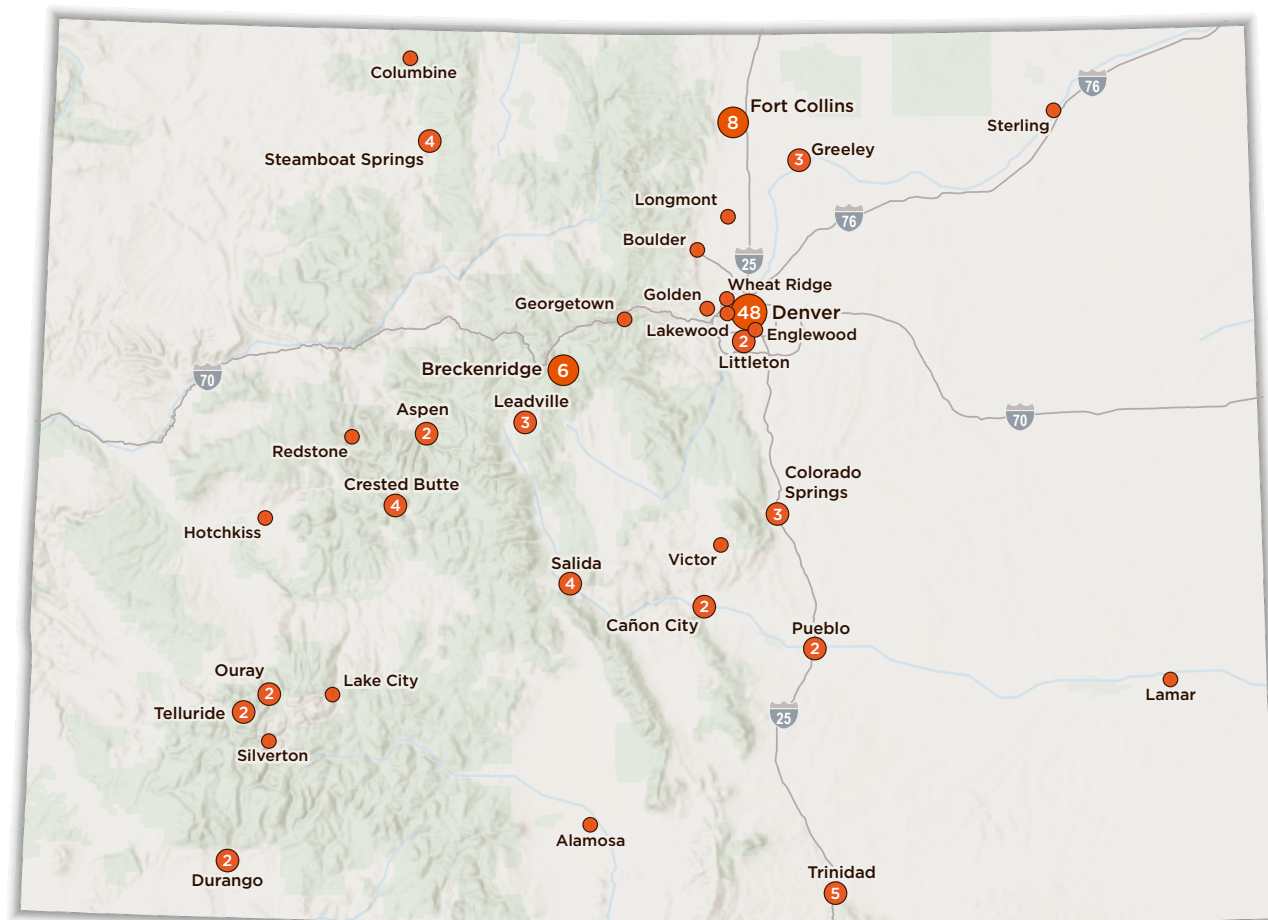 Columbine
76
Fort Collins
8
Sterling
4
Steamboat Springs
Greeley
3
Longmont
76
Boulder
25
Wheat Ridge
Golden
Georgetown
48
Denver
Lakewood
Englewood
2
Littleton
70
Breckenridge
6
Leadville
3
Aspen
2
70
Redstone
Crested Butte
4
Colorado
Springs
3
Hotchkiss
Victor
Salida
4
2
Cañon City
Pueblo
2
Ouray
2
Lake City
Lamar
Telluride
2
25
Silverton
Alamosa
2
Durango
Trinidad
5